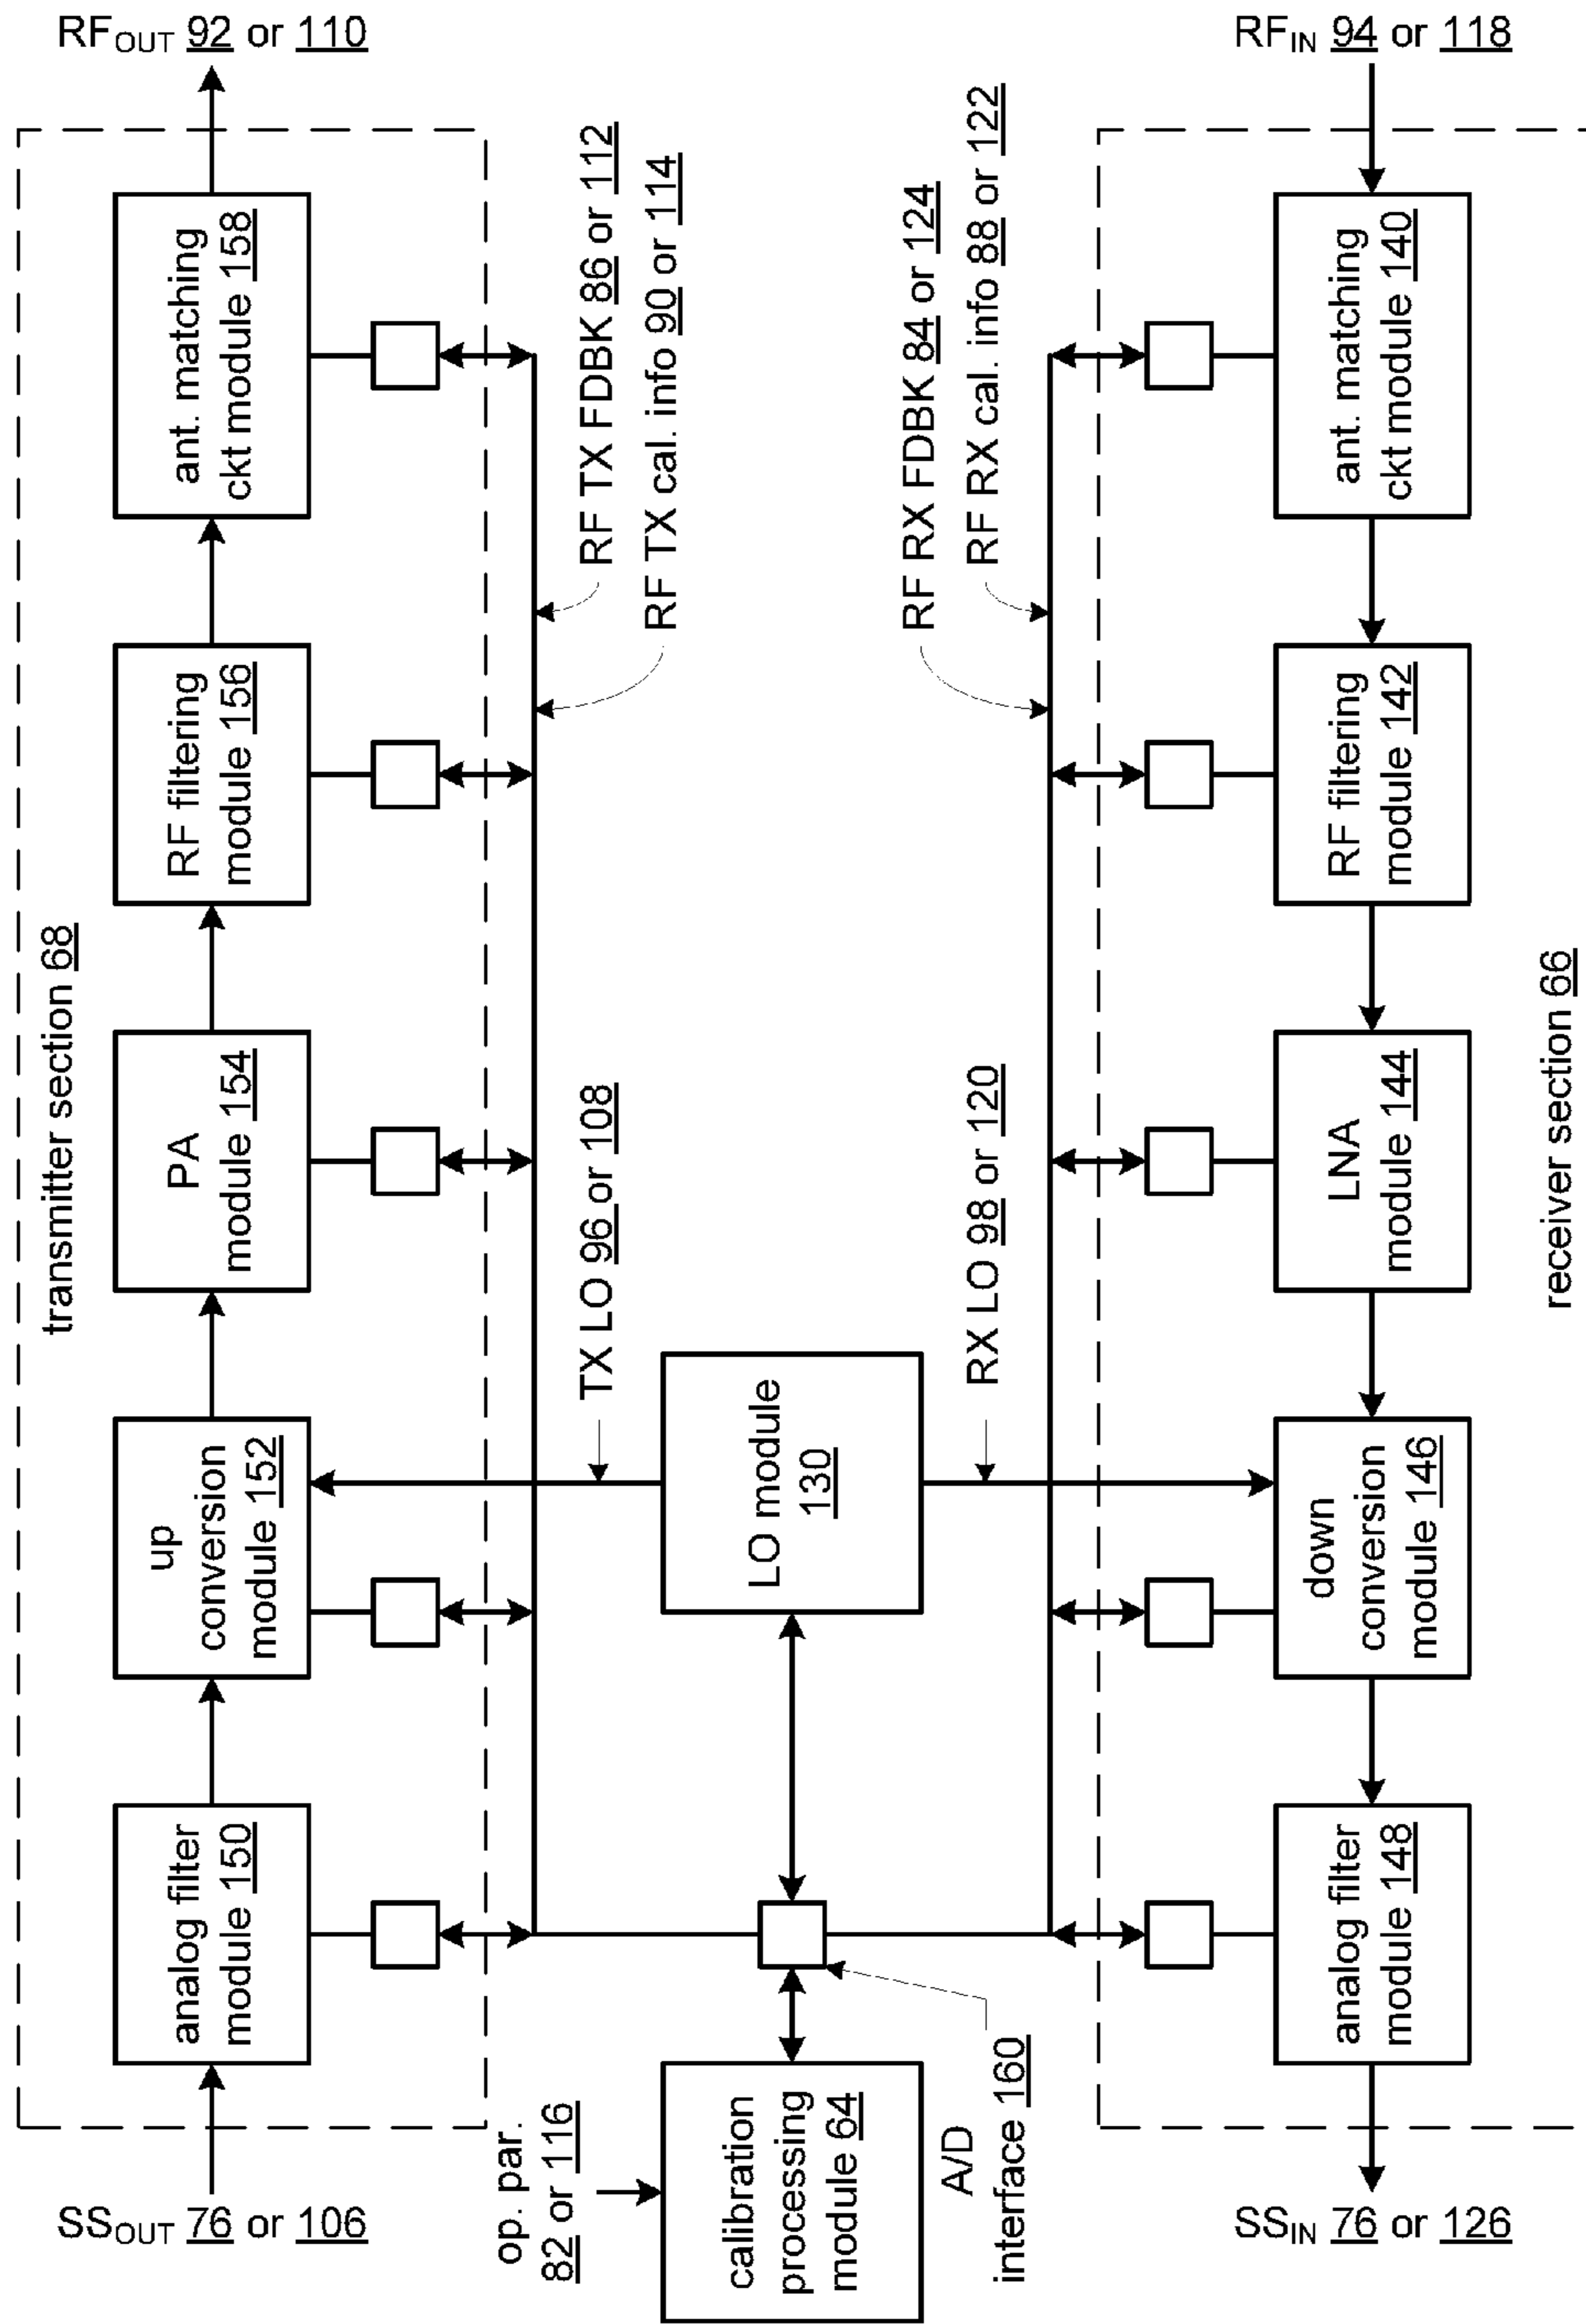 RFOUT 92 or 110
transmitter section 68
ant. matching
ckt module 158
RF filtering
module 156
PA
module 154
up
conversion
module 152
analog filter
module 150
SSOUT 76 or 106
RF TX FDBK 86 or 112
RF TX cal. info 90 or 114
TX LO 96 or 108
LO module
130
op. par.
82 or 116
calibration
processing
module 64
A/D
interface 160
RX LO 98 or 120
RF RX FDBK 84 or 124
RF RX cal. info 88 or 122
RFIN 94 or 118
ant. matching
ckt module 140
RF filtering
module 142
LNA
module 144
down
conversion
module 146
analog filter
module 148
SSIN 76 or 126
receiver section 66